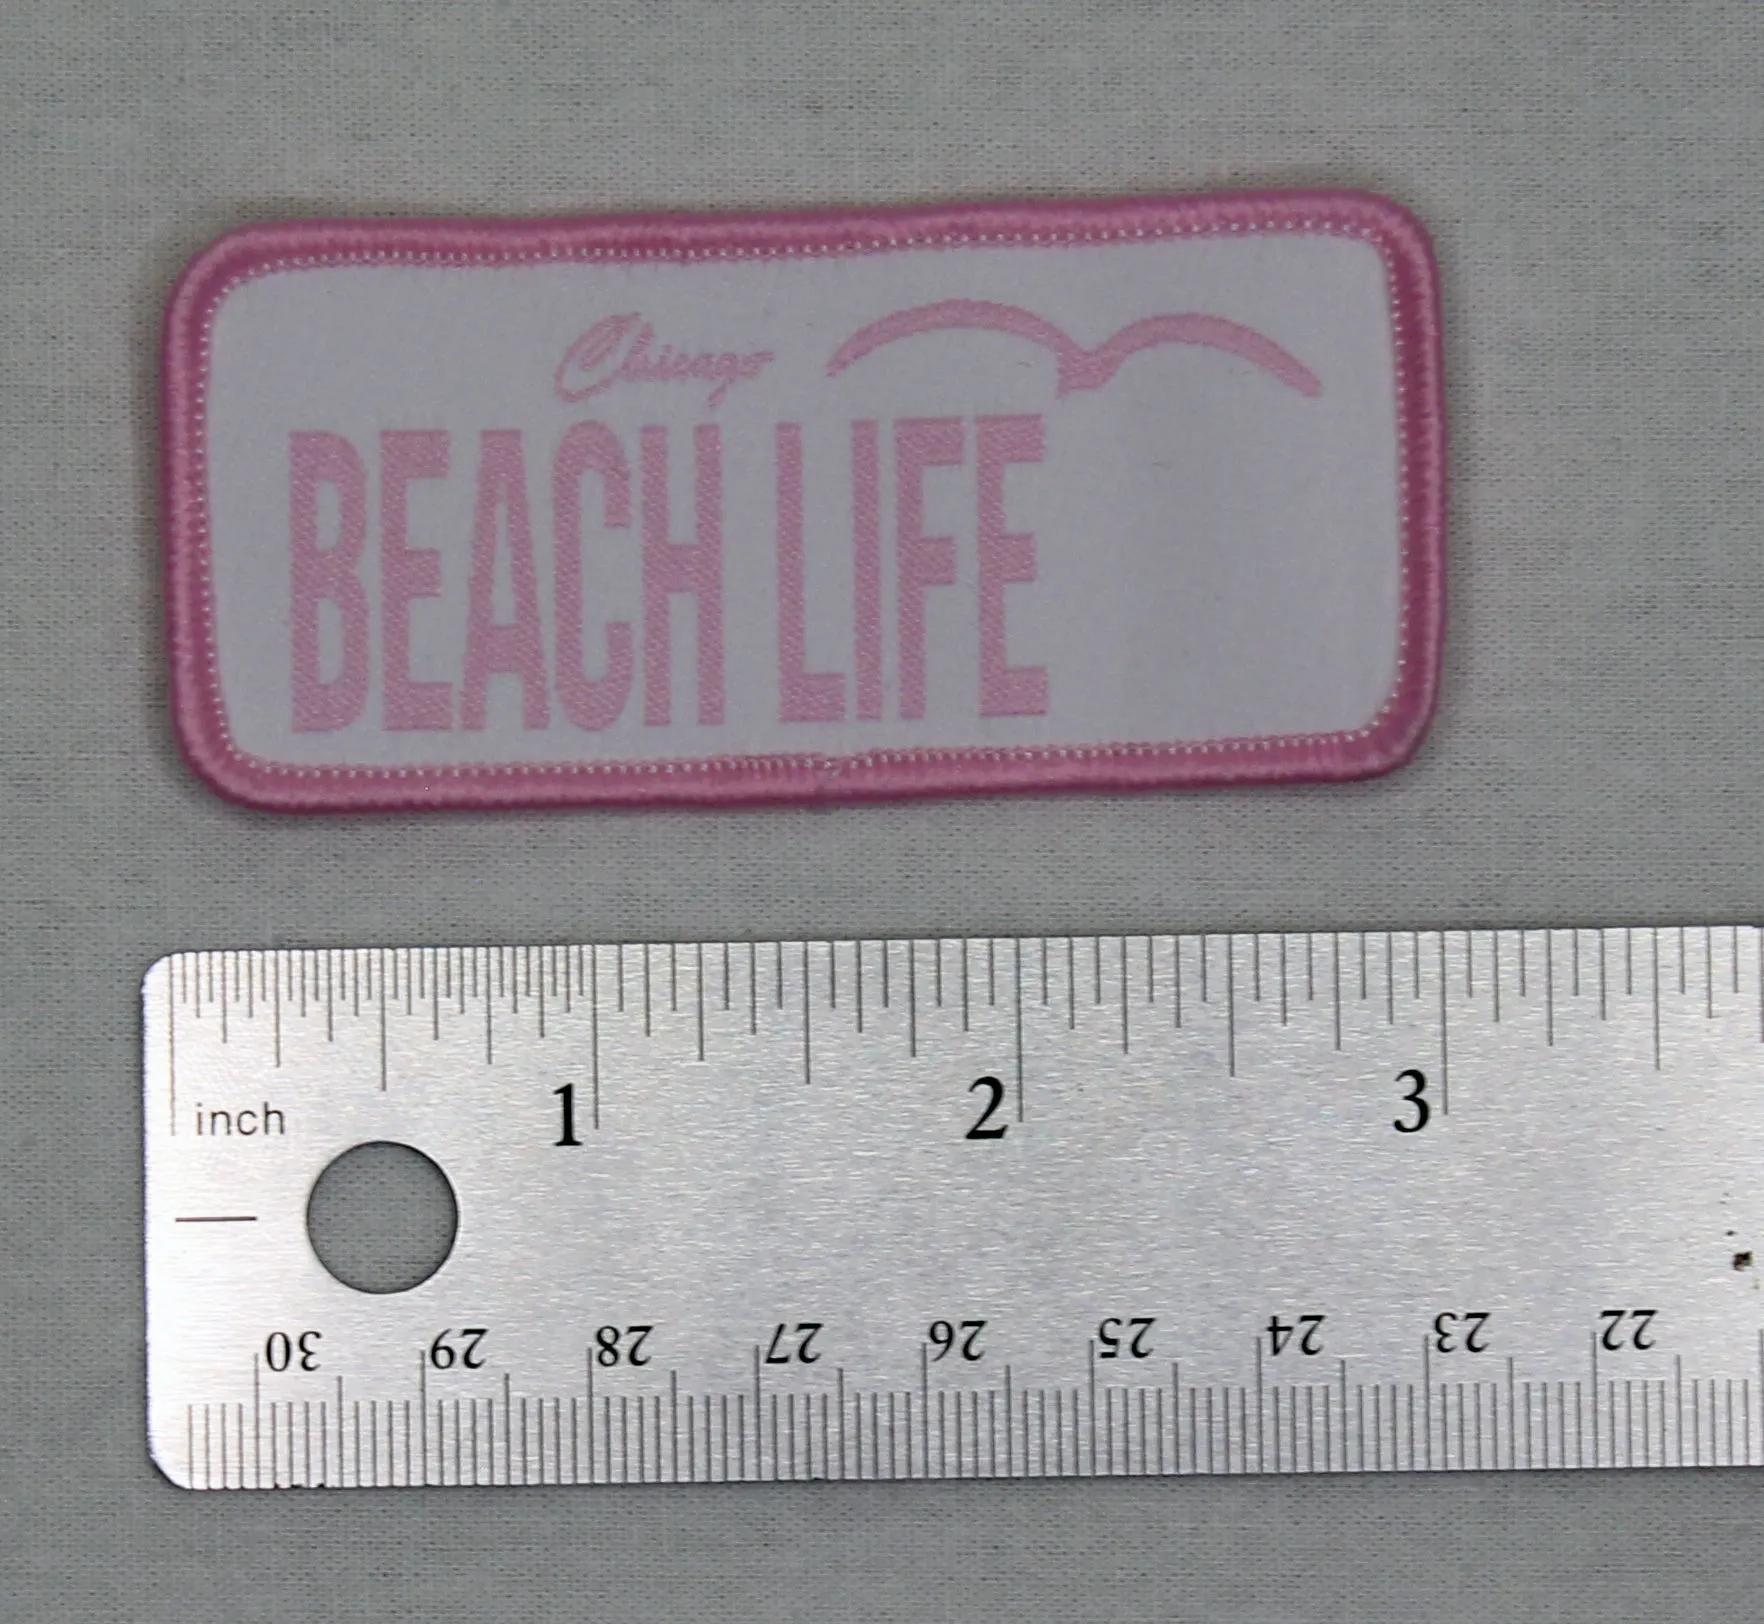 Chicago
BEACH LIFE
inch
1 2 3
30 29 28 27 26 25 24 23 22